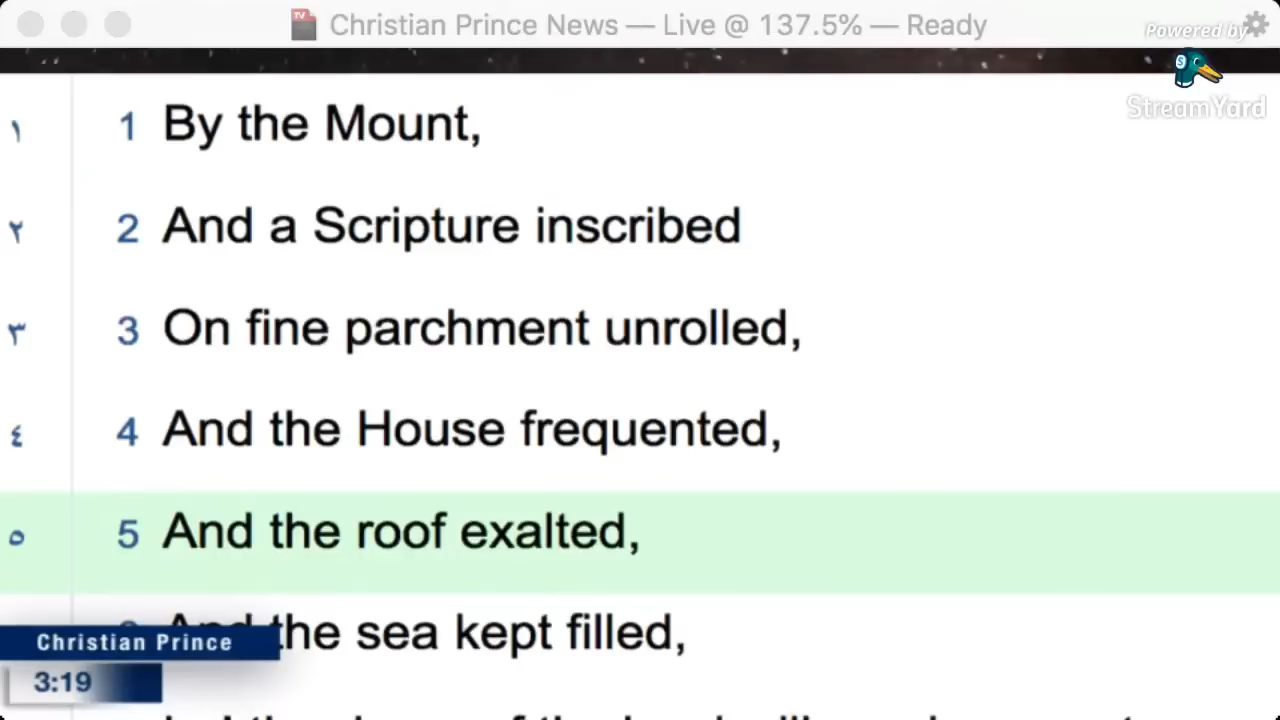 Christian Prince News — Live @ 137.5% — Ready
Powered by
StreamYard
١ 1 By the Mount,
٢ 2 And a Scripture inscribed
٣ 3 On fine parchment unrolled,
٤ 4 And the House frequented,
٥ 5 And the roof exalted,
And the sea kept filled,
Christian Prince
3:19